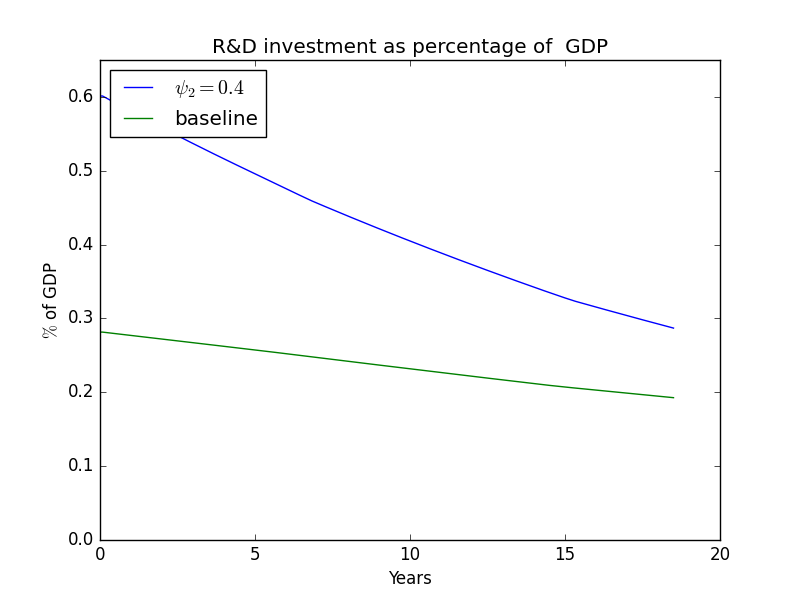 R&D investment as percentage of  GDP
ψ₂ = 0.4
baseline
% of GDP
0.6
0.5
0.4
0.3
0.2
0.1
0.0
0 5 10 15 20
Years